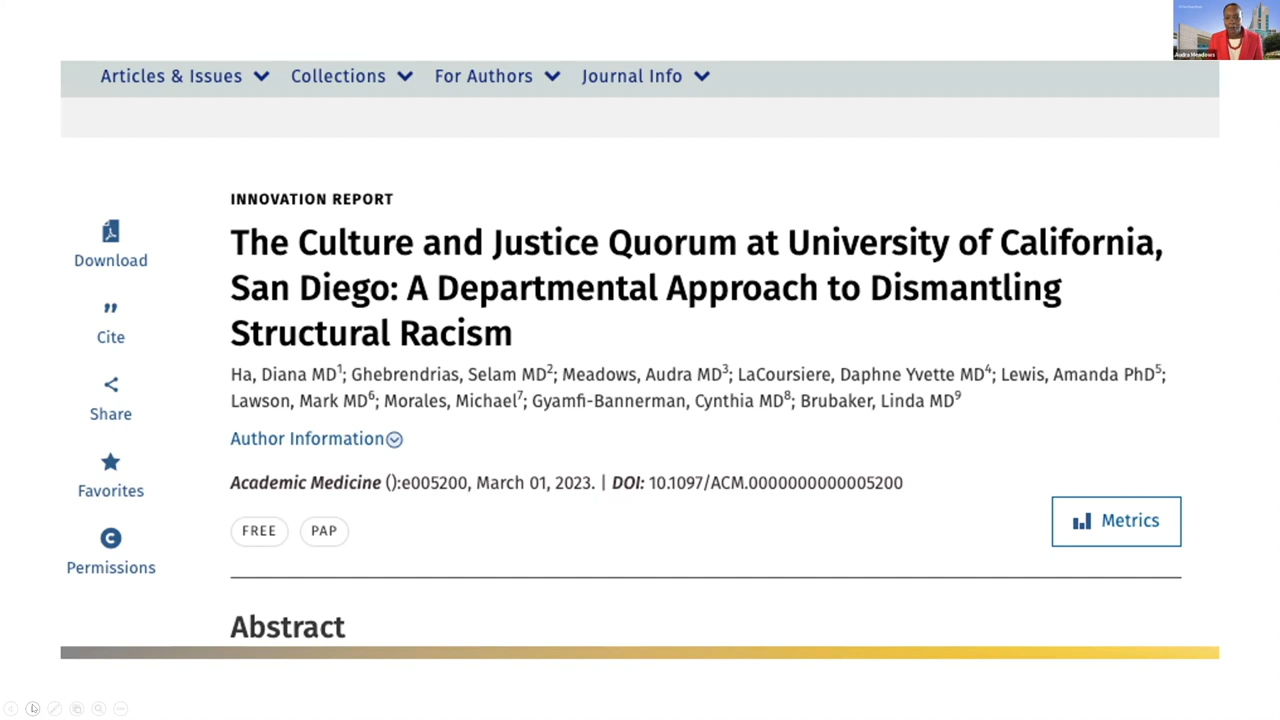 Audra Meadows
Articles & Issues
Collections
For Authors
Journal Info
INNOVATION REPORT
The Culture and Justice Quorum at University of California,
San Diego: A Departmental Approach to Dismantling
Structural Racism
Ha, Diana MD1; Ghebrendrias, Selam MD2; Meadows, Audra MD3; LaCoursiere, Daphne Yvette MD4; Lewis, Amanda PhD5;
Lawson, Mark MD6; Morales, Michael7; Gyamfi-Bannerman, Cynthia MD8; Brubaker, Linda MD9
Author Information
Academic Medicine ():e005200, March 01, 2023. | DOI: 10.1097/ACM.0000000000005200
FREE
PAP
Metrics
Download
Cite
Share
Favorites
Permissions
Abstract